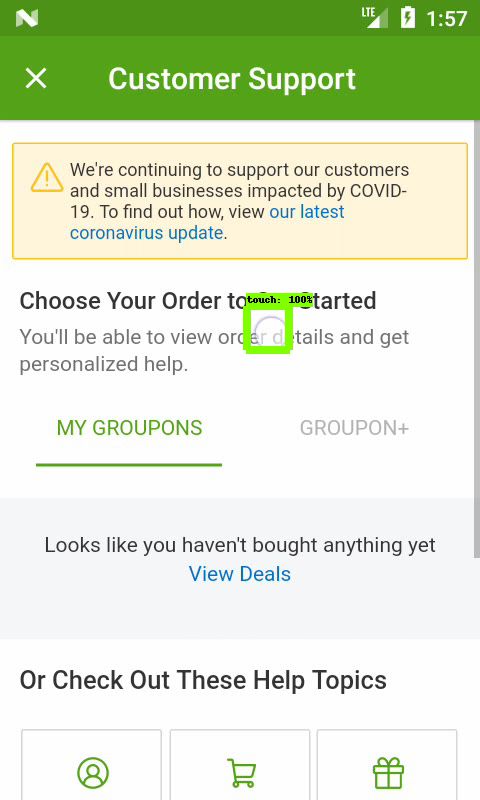 LTE 1:57
Customer Support
We're continuing to support our customers
and small businesses impacted by COVID-
19. To find out how, view our latest
coronavirus update.
touch: 100%
Choose Your Order to Started
You'll be able to view order details and get
personalized help.
MY GROUPONS GROUPON+
Looks like you haven't bought anything yet
View Deals
Or Check Out These Help Topics